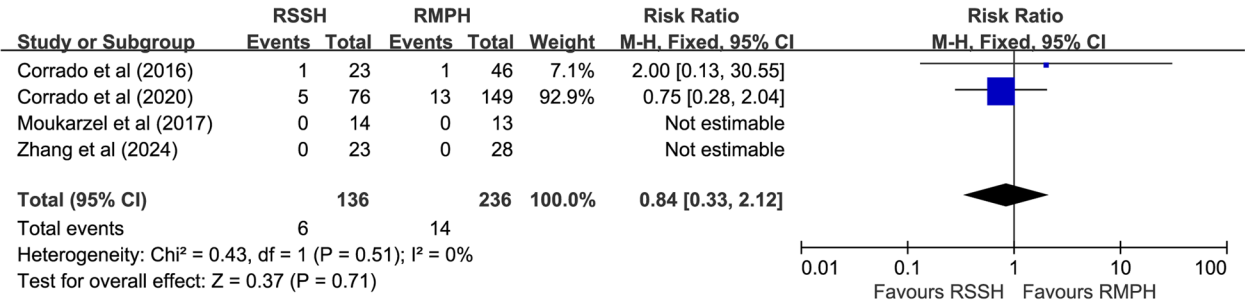 RSSH RMPH Risk Ratio Risk Ratio
Study or Subgroup Events Total Events Total Weight M-H, Fixed, 95% CI M-H, Fixed, 95% CI
Corrado et al (2016) 1 23 1 46 7.1% 2.00 [0.13, 30.55]
Corrado et al (2020) 5 76 13 149 92.9% 0.75 [0.28, 2.04]
Moukarzel et al (2017) 0 14 0 13 Not estimable
Zhang et al (2024) 0 23 0 28 Not estimable
Total (95% CI) 136 236 100.0% 0.84 [0.33, 2.12]
Total events 6 14
Heterogeneity: Chi² = 0.43, df = 1 (P = 0.51); I² = 0%
Test for overall effect: Z = 0.37 (P = 0.71)
0.01 0.1 1 10 100
Favours RSSH Favours RMPH